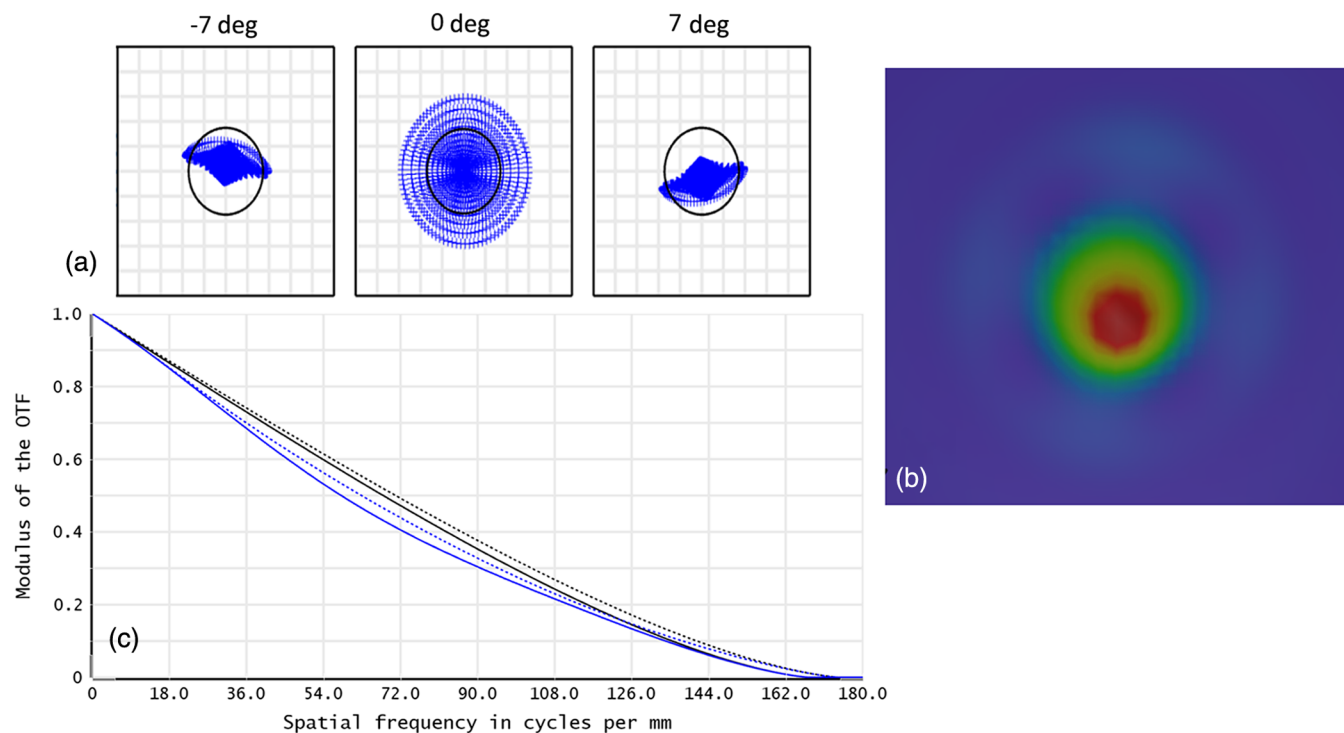 -7 deg 0 deg 7 deg
(a)
(b)
1.0
0.8
0.6
0.4
0.2
0
Modulus of the OTF
(c)
0 18.0 36.0 54.0 72.0 90.0 108.0 126.0 144.0 162.0 180.0
Spatial frequency in cycles per mm